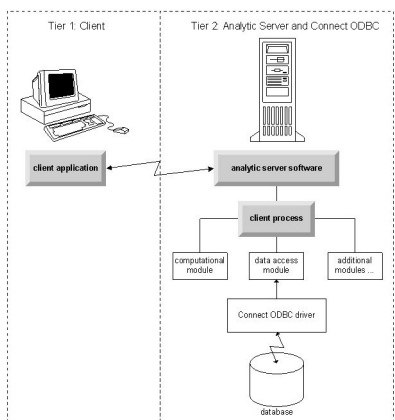 Tier 1: Client
Tier 2: Analytic Server and Connect ODBC
client application
analytic server software
client process
computational
module
data access
module
additional
modules ...
Connect ODBC driver
database